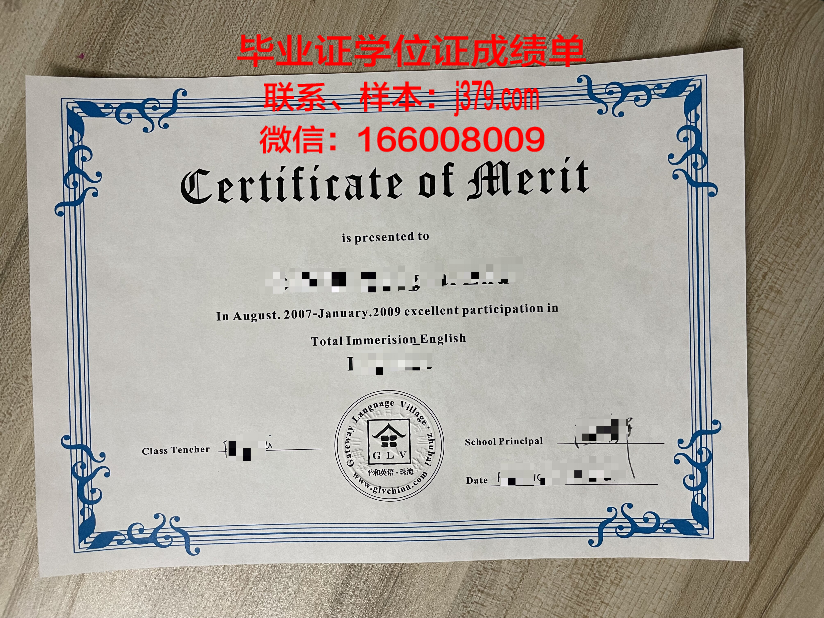 毕业证学位证成绩单
联系、样本：j379.com
微信：166008009
Certificate of Merit
is presented to
In August. 2007-January.2009 excellent participation in
Total Immerision English
Class Tencher
Gateway Language Village·zhuhai
GLV
www.glvchina.com
School Principal
Date